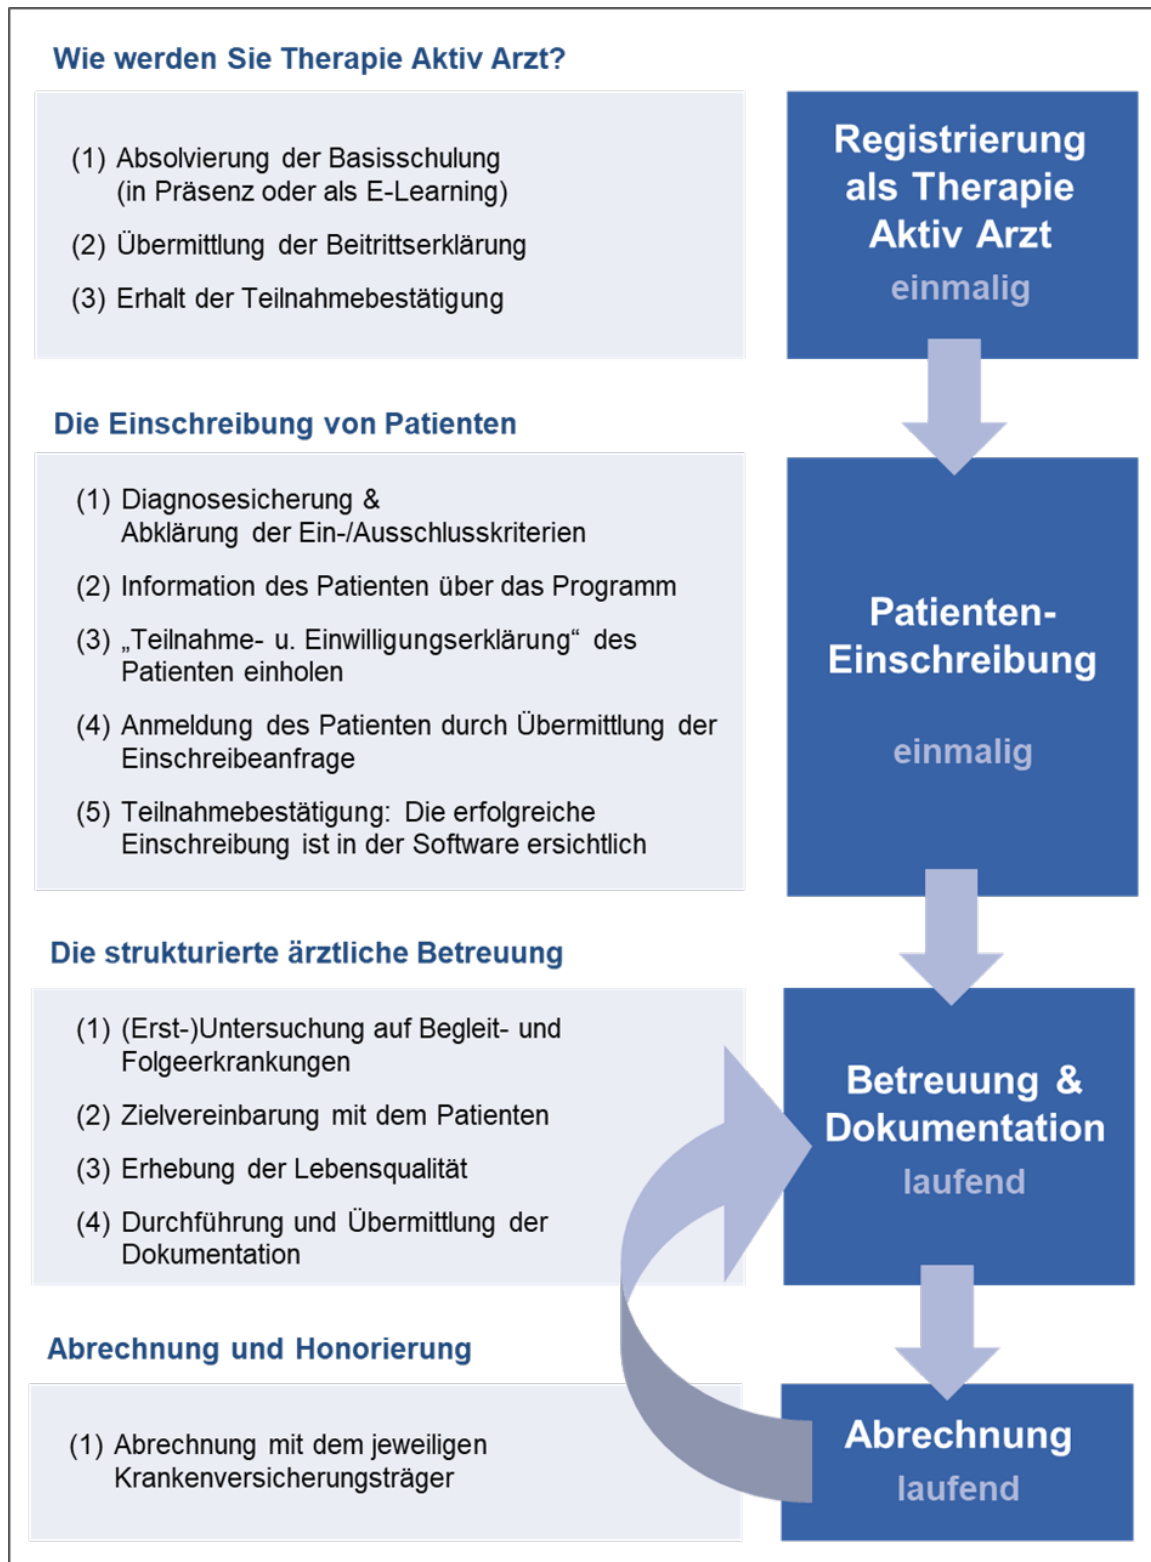 Wie werden Sie Therapie Aktiv Arzt?
(1) Absolvierung der Basisschulung
(in Präsenz oder als E-Learning)
(2) Übermittlung der Beitrittserklärung
(3) Erhalt der Teilnahmebestätigung
Registrierung
als Therapie
Aktiv Arzt
einmalig
Die Einschreibung von Patienten
(1) Diagnosesicherung &
Abklärung der Ein-/Ausschlusskriterien
(2) Information des Patienten über das Programm
(3) „Teilnahme- u. Einwilligungserklärung“ des
Patienten einholen
(4) Anmeldung des Patienten durch Übermittlung der
Einschreibeanfrage
(5) Teilnahmebestätigung: Die erfolgreiche
Einschreibung ist in der Software ersichtlich
Patienten-
Einschreibung
einmalig
Die strukturierte ärztliche Betreuung
(1) (Erst-)Untersuchung auf Begleit- und
Folgeerkrankungen
(2) Zielvereinbarung mit dem Patienten
(3) Erhebung der Lebensqualität
(4) Durchführung und Übermittlung der
Dokumentation
Betreuung &
Dokumentation
laufend
Abrechnung und Honorierung
(1) Abrechnung mit dem jeweiligen
Krankenversicherungsträger
Abrechnung
laufend